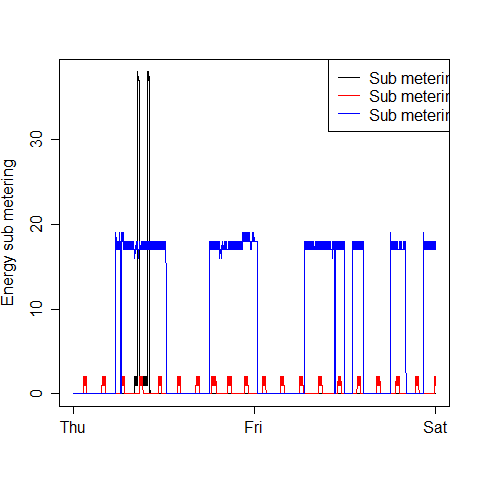 Sub meterin
Sub meterin
Sub meterin
Energy sub metering
30
20
10
0
Thu Fri Sat